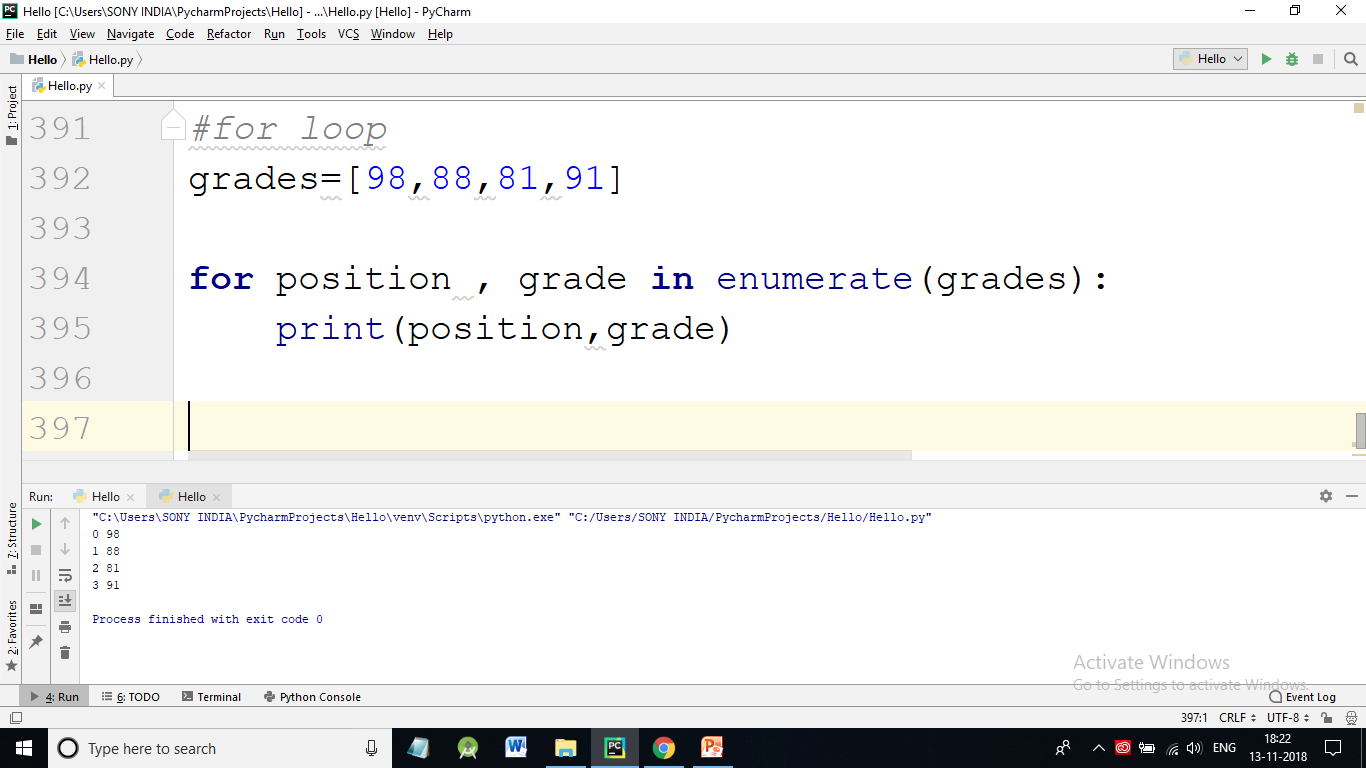 Hello [C:\Users\SONY INDIA\PycharmProjects\Hello] - ...\Hello.py [Hello] - PyCharm
File Edit View Navigate Code Refactor Run Tools VCS Window Help
Hello Hello.py Hello
1: Project
Hello.py
391 #for loop
392 grades=[98,88,81,91]
393
394 for position , grade in enumerate(grades):
395 print(position,grade)
396
397
Run: Hello Hello
7: Structure
2: Favorites
"C:\Users\SONY INDIA\PycharmProjects\Hello\venv\Scripts\python.exe" "C:/Users/SONY INDIA/PycharmProjects/Hello/Hello.py"
0 98
1 88
2 81
3 91
Process finished with exit code 0
Activate Windows
Go to Settings to activate Windows.
4: Run 6: TODO Terminal Python Console Event Log
397:1 CRLF UTF-8
Type here to search
ENG
18:22
13-11-2018